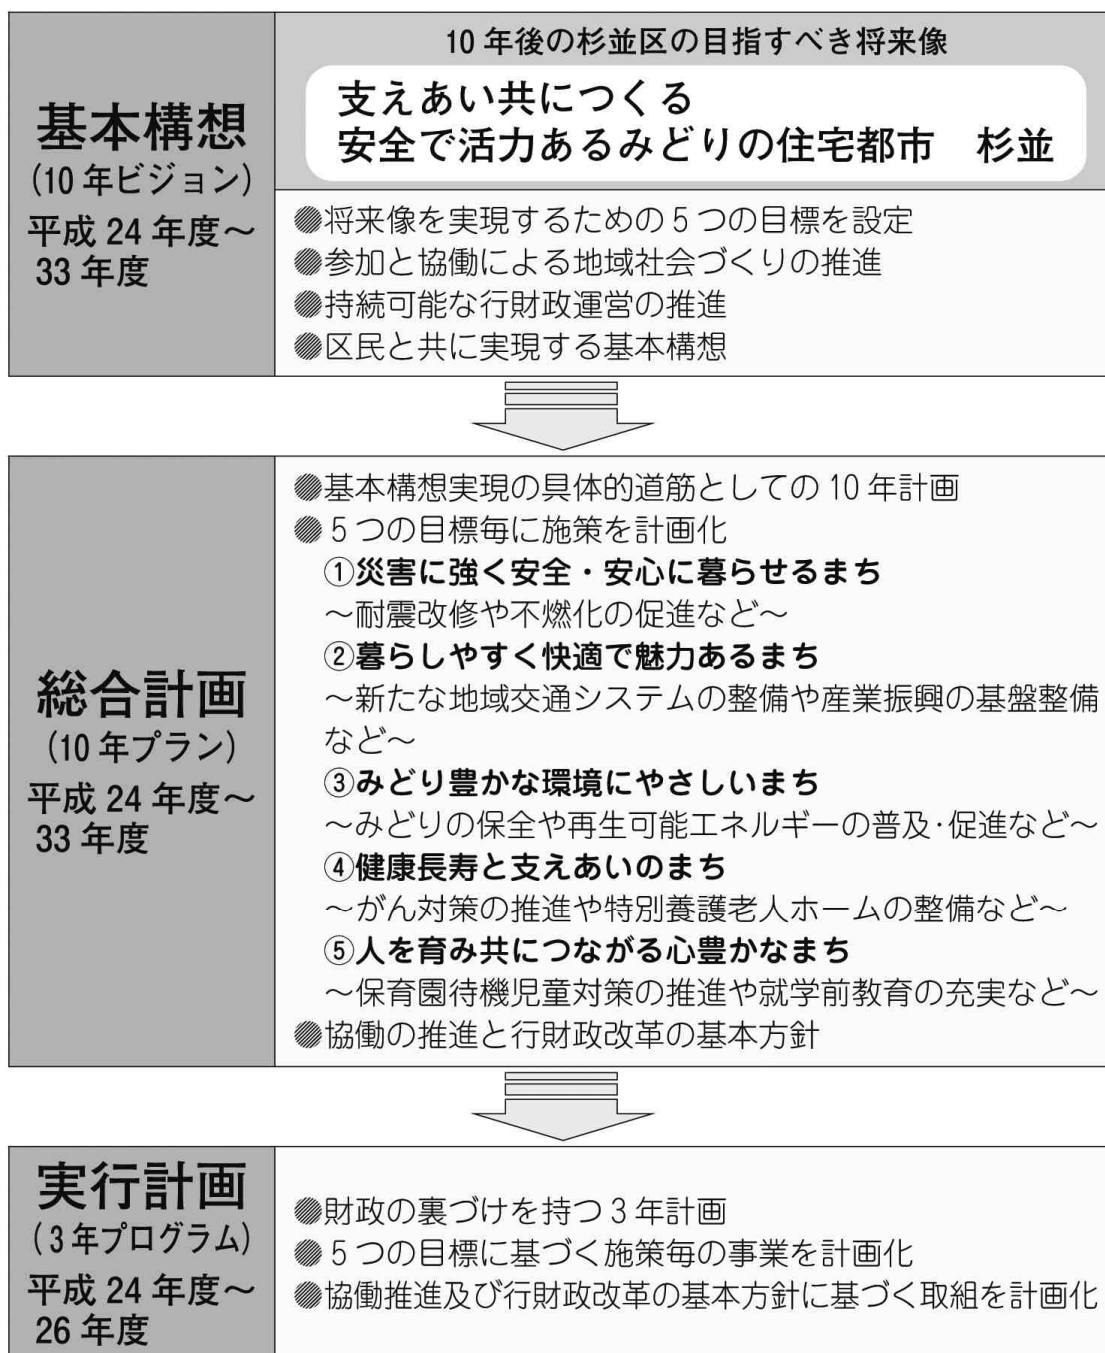 基本構想
(10年ビジョン)
平成24年度～
33年度
10年後の杉並区の目指すべき将来像
支えあい共につくる
安全で活力あるみどりの住宅都市　杉並
●将来像を実現するための5つの目標を設定
●参加と協働による地域社会づくりの推進
●持続可能な行財政運営の推進
●区民と共に実現する基本構想
総合計画
(10年プラン)
平成24年度～
33年度
●基本構想実現の具体的道筋としての10年計画
●5つの目標毎に施策を計画化
①災害に強く安全・安心に暮らせるまち
～耐震改修や不燃化の促進など～
②暮らしやすく快適で魅力あるまち
～新たな地域交通システムの整備や産業振興の基盤整備
など～
③みどり豊かな環境にやさしいまち
～みどりの保全や再生可能エネルギーの普及・促進など～
④健康長寿と支えあいのまち
～がん対策の推進や特別養護老人ホームの整備など～
⑤人を育み共につながる心豊かなまち
～保育園待機児童対策の推進や就学前教育の充実など～
●協働の推進と行財政改革の基本方針
実行計画
(3年プログラム)
平成24年度～
26年度
●財政の裏づけを持つ3年計画
●5つの目標に基づく施策毎の事業を計画化
●協働推進及び行財政改革の基本方針に基づく取組を計画化